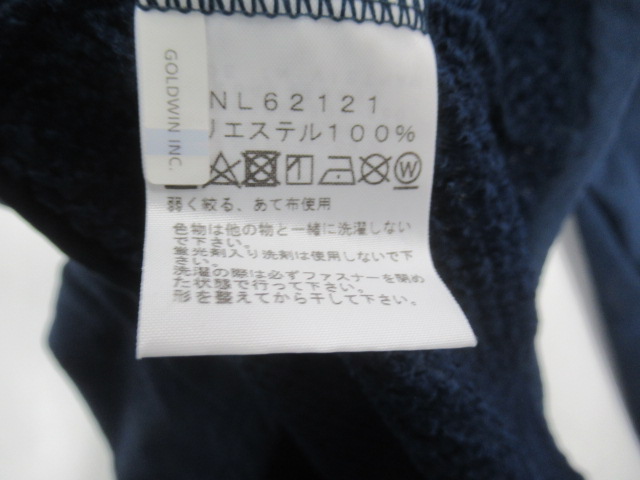 GOLDWIN INC.
NL62121
リエステル100%
弱く絞る、あて布使用
色物は他の物と一緒に洗濯しない
で下さい。
蛍光剤入り洗剤は使用しないで下
さい。
洗濯の際は必ずファスナーを閉め
た状態で行って下さい。
形を整えてから干して下さい。